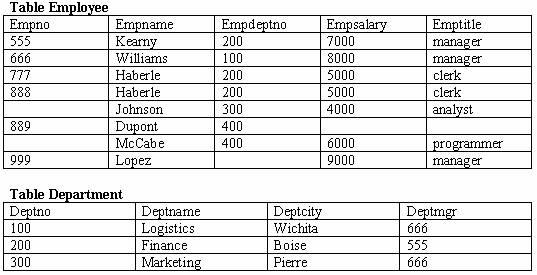 Table Employee
Empno Empname Empdeptno Empsalary Emptitle
555 Kearny 200 7000 manager
666 Williams 100 8000 manager
777 Haberle 200 5000 clerk
888 Haberle 200 5000 clerk
Johnson 300 4000 analyst
889 Dupont 400
McCabe 400 6000 programmer
999 Lopez 9000 manager
Table Department
Deptno Deptname Deptcity Deptmgr
100 Logistics Wichita 666
200 Finance Boise 555
300 Marketing Pierre 666